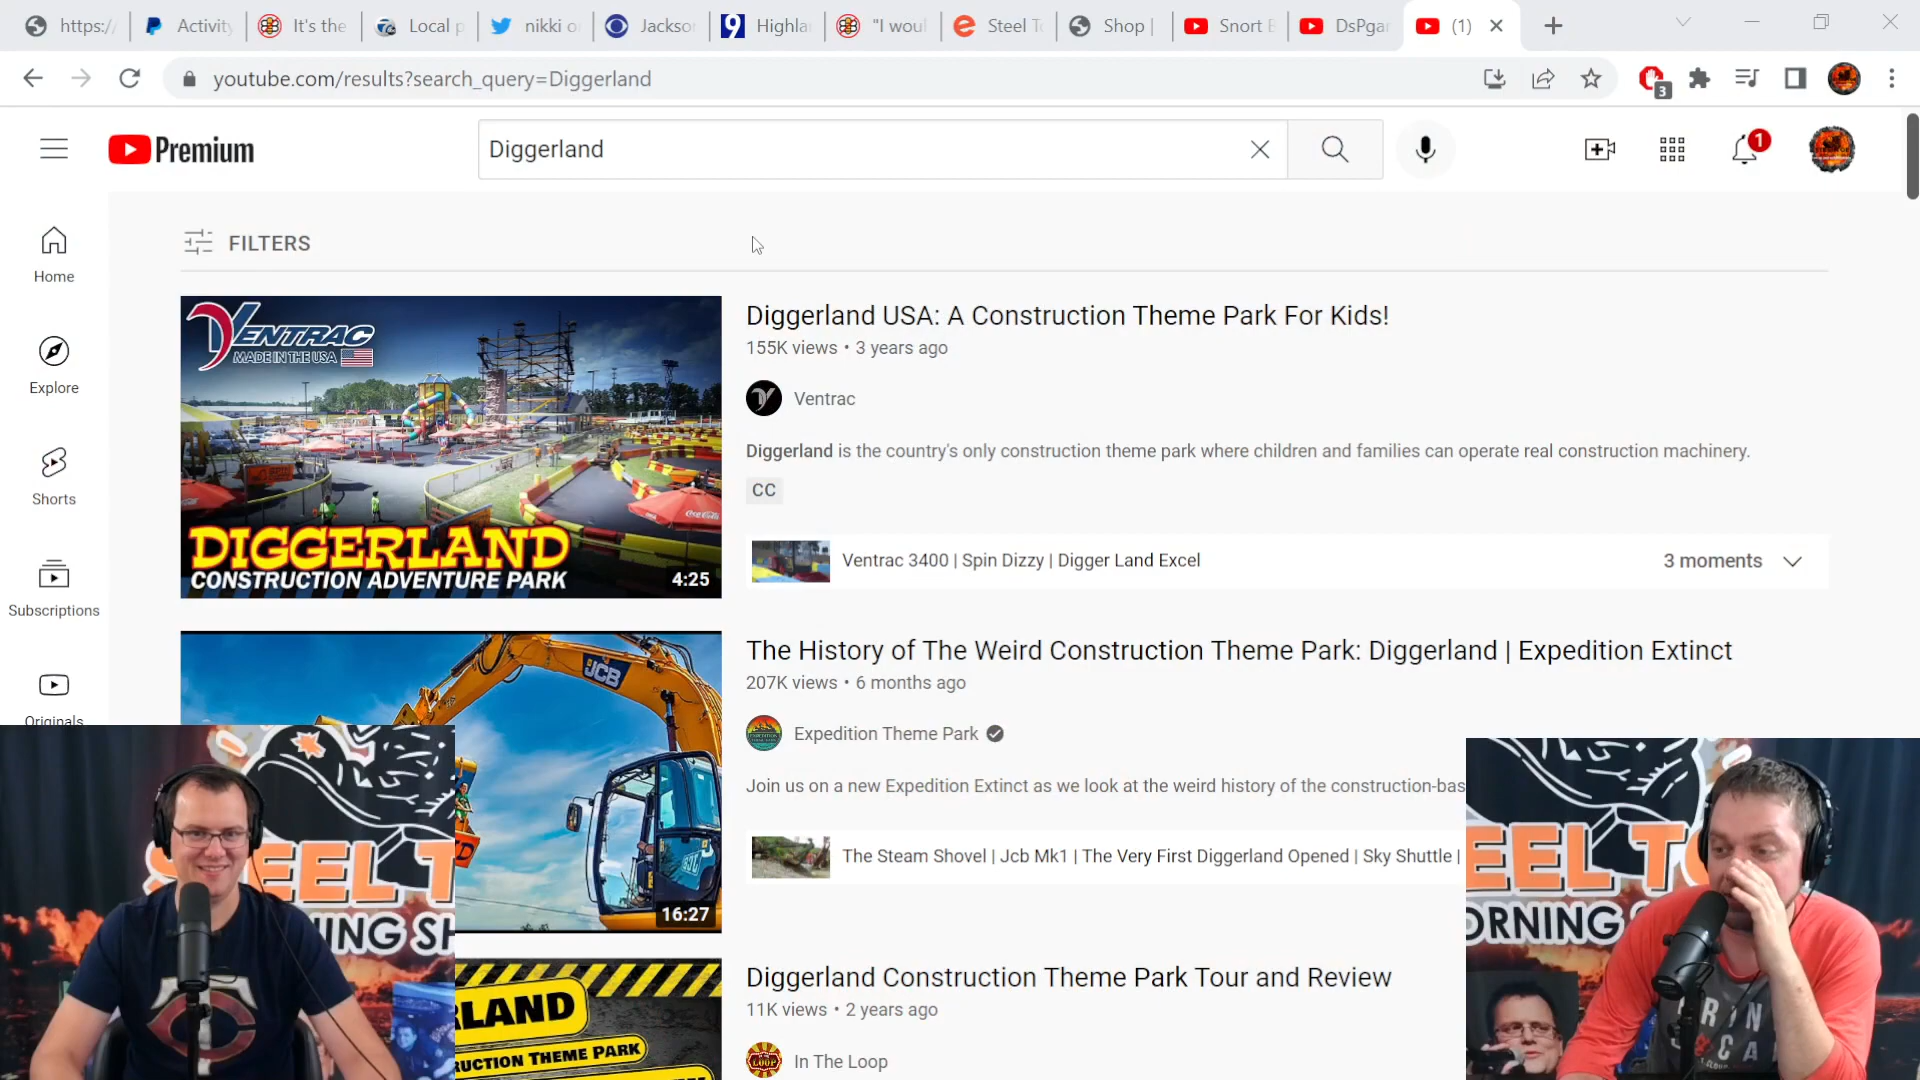 https:/
Activity
It's the
Local p
nikki o
Jackso
Highla
"I woul
Steel T
Shop |
Snort B
DsPgar
(1)
youtube.com/results?search_query=Diggerland
3
Premium
Diggerland
1
FILTERS
Home
Explore
Shorts
Subscriptions
Originals
VENTRAC
MADE IN THE USA
DIGGERLAND
CONSTRUCTION ADVENTURE PARK
4:25
Diggerland USA: A Construction Theme Park For Kids!
155K views • 3 years ago
Ventrac
Diggerland is the country's only construction theme park where children and families can operate real construction machinery.
CC
Ventrac 3400 | Spin Dizzy | Digger Land Excel
3 moments
JCB
16:27
The History of The Weird Construction Theme Park: Diggerland | Expedition Extinct
207K views • 6 months ago
Expedition Theme Park
Join us on a new Expedition Extinct as we look at the weird history of the construction-bas
The Steam Shovel | Jcb Mk1 | The Very First Diggerland Opened | Sky Shuttle |
RLAND
UCTION THEME PARK
Diggerland Construction Theme Park Tour and Review
11K views • 2 years ago
LOOP
In The Loop
EEL T
ING SH
EEL TO
ORNING S